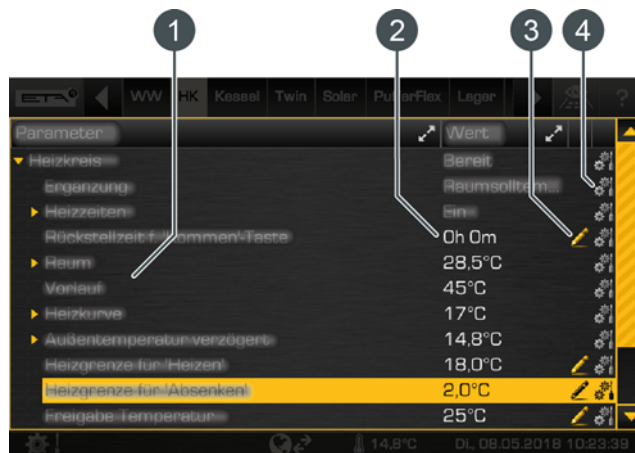 1 2 3 4
ETA WW HK Kessel Twin Solar PufferFlex Lager ?
Parameter Wert
Heizkreis Bereit
Ergänzung Raumsolltem...
Heizzeiten Ein
Rückstellzeit f. 'Kommen'-Taste 0h 0m
Raum 28,5°C
Vorlauf 45°C
Heizkurve 17°C
Außentemperatur verzögert 14,8°C
Heizgrenze für 'Heizen' 18,0°C
Heizgrenze für 'Absenken' 2,0°C
Freigabe Temperatur 25°C
14,8°C Di., 08.05.2018 10:23:39